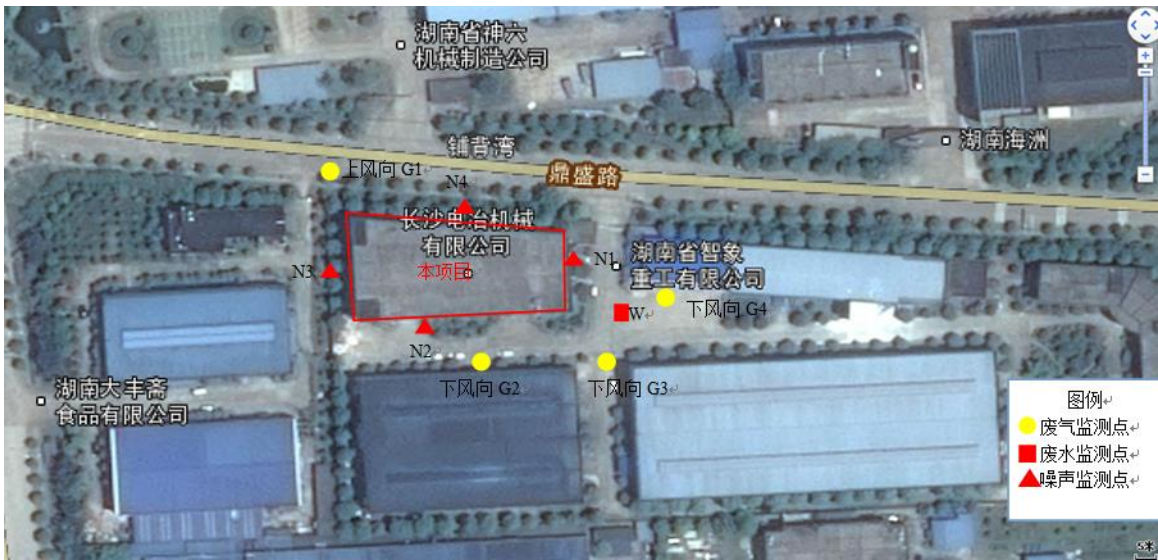 湖南省神六
机械制造公司
湖南海洲
铺背湾
鼎盛路
上风向 G1
N4
长沙电冶机械
有限公司
本项目
N3
N1
湖南省智象
重工有限公司
下风向 G4
W
N2
下风向 G2
下风向 G3
湖南大丰斋
食品有限公司
图例
废气监测点
废水监测点
噪声监测点
5米